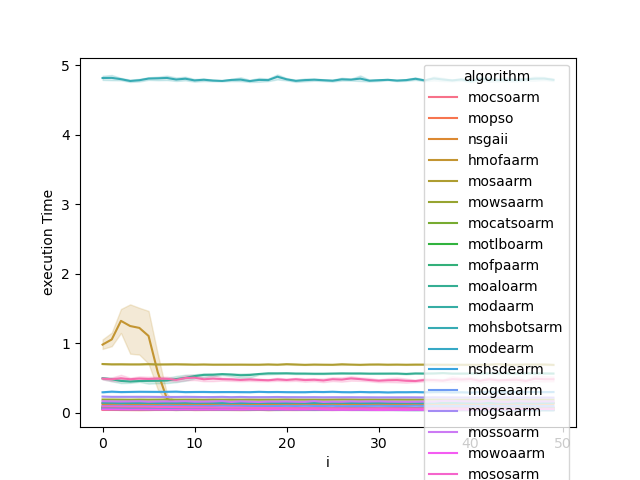 execution Time
5
4
3
2
1
0
0
10
20
30
40
50
i
algorithm
mocsoarm
mopso
nsgaii
hmofaarm
mosaarm
mowsaarm
mocatsoarm
motlboarm
mofpaarm
moaloarm
modaarm
mohsbotsarm
modearm
nshsdearm
mogeaarm
mogsaarm
mossoarm
mowoaarm
mososarm